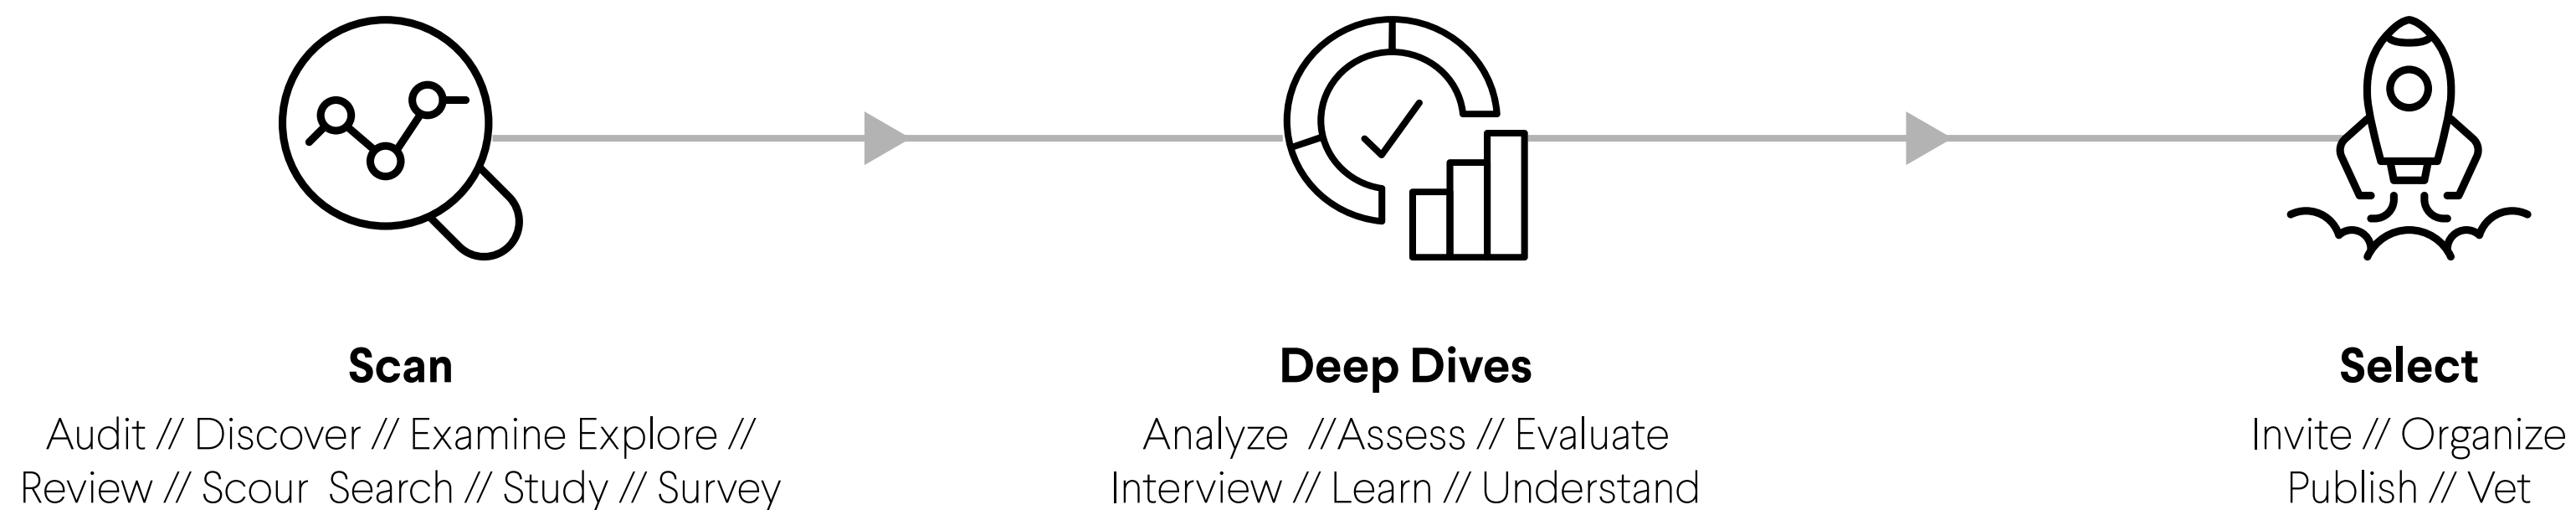 Scan
Audit // Discover // Examine Explore //
Review // Scour  Search // Study // Survey
Deep Dives
Analyze  //Assess // Evaluate
Interview // Learn // Understand
Select
Invite // Organize
Publish // Vet